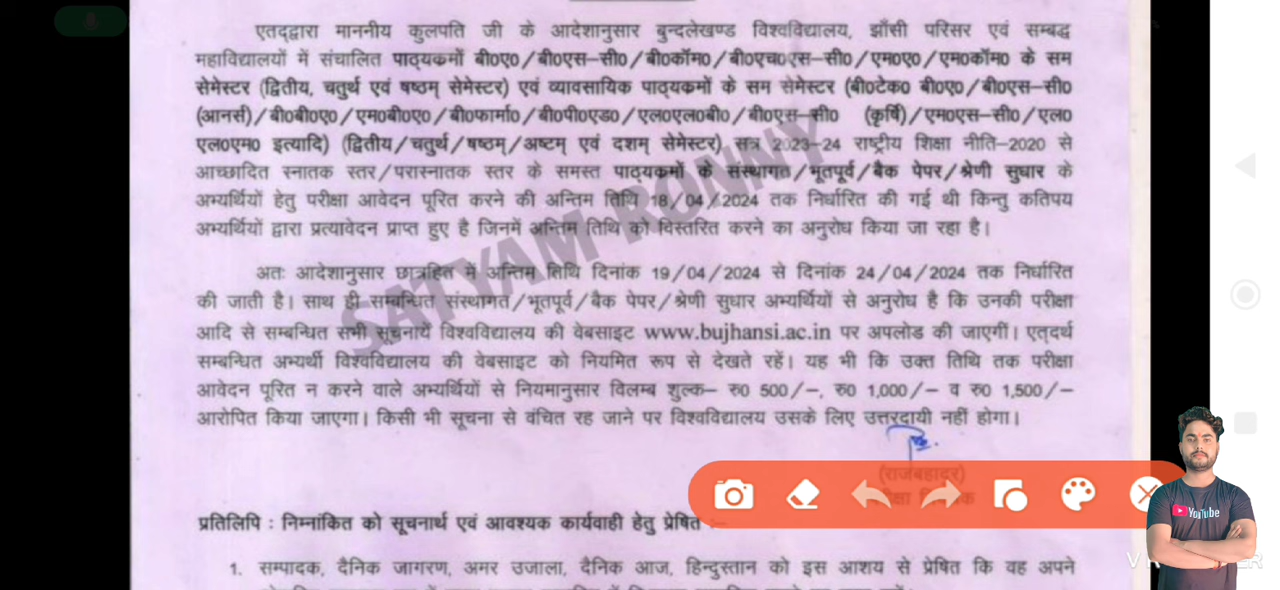 एतद्द्वारा माननीय कुलपति जी के आदेशानुसार बुन्देलखण्ड विश्वविद्यालय, झाँसी परिसर एवं सम्बद्ध
महाविद्यालयों में संचालित पाठ्यकमों बी0ए0/बी0एस-सी0/बी0कॉम0/बी0एच0एस-सी0/एम0ए0/एम0कॉम0 के सम
सेमेस्टर (द्वितीय, चतुर्थ एवं षष्ठम् सेमेस्टर) एवं व्यावसायिक पाठ्यकमों के सम सेमेस्टर (बी0टेक0 बी0ए0/बी0एस-सी0
(आनर्स)/बी0बी0ए0/एम0बी0ए0/बी0फार्मा0/बी0पी0एड0/एल0एल0बी0/बी0एस-सी0 (कृर्षि)/एम0एस-सी0/एल0
एल0एम0 इत्यादि) (द्वितीय/चतुर्थ/षष्ठम्/अष्टम् एवं दशम् सेमेस्टर) सत्र 2023-24 राष्ट्रीय शिक्षा नीति-2020 से
आच्छादित स्नातक स्तर/परास्नातक स्तर के समस्त पाठ्यकमों के संस्थागत/भूतपूर्व/बैक पेपर/श्रेणी सुधार के
अभ्यर्थियों हेतु परीक्षा आवेदन पूरित करने की अन्तिम तिथि 18/04/2024 तक निर्धारित की गई थी किन्तु कतिपय
अभ्यर्थियों द्वारा प्रत्यावेदन प्राप्त हुए है जिनमें अन्तिम तिथि को विस्तारित करने का अनुरोध किया जा रहा है।
अतः आदेशानुसार छात्रहित में अन्तिम तिथि दिनांक 19/04/2024 से दिनांक 24/04/2024 तक निर्धारित
की जाती है। साथ ही सम्बन्धित संस्थागत/भूतपूर्व/बैक पेपर/श्रेणी सुधार अभ्यर्थियों से अनुरोध है कि उनकी परीक्षा
आदि से सम्बन्धित सभी सूचनायें विश्वविद्यालय की वेबसाइट www.bujhansi.ac.in पर अपलोड की जाएगीं। एत्‌दर्थ
सम्बन्धित अभ्यर्थी विश्वविद्यालय की वेबसाइट को नियमित रूप से देखते रहें। यह भी कि उक्त तिथि तक परीक्षा
आवेदन पूरित न करने वाले अभ्यर्थियों से नियमानुसार विलम्ब शुल्क- रु0 500/-, रु0 1,000/- व रु0 1,500/-
आरोपित किया जाएगा। किसी भी सूचना से वंचित रह जाने पर विश्वविद्यालय उसके लिए उत्तरदायी नहीं होगा।
SATYAM RONNY
(राजबहादुर)
प्रतिलिपि : निम्नांकित को सूचनार्थ एवं आवश्यक कार्यवाही हेतु प्रेषित :-
1. सम्पादक, दैनिक जागरण, अमर उजाला, दैनिक आज, हिन्दुस्तान को इस आशय से प्रेषित कि वह अपने
YouTube